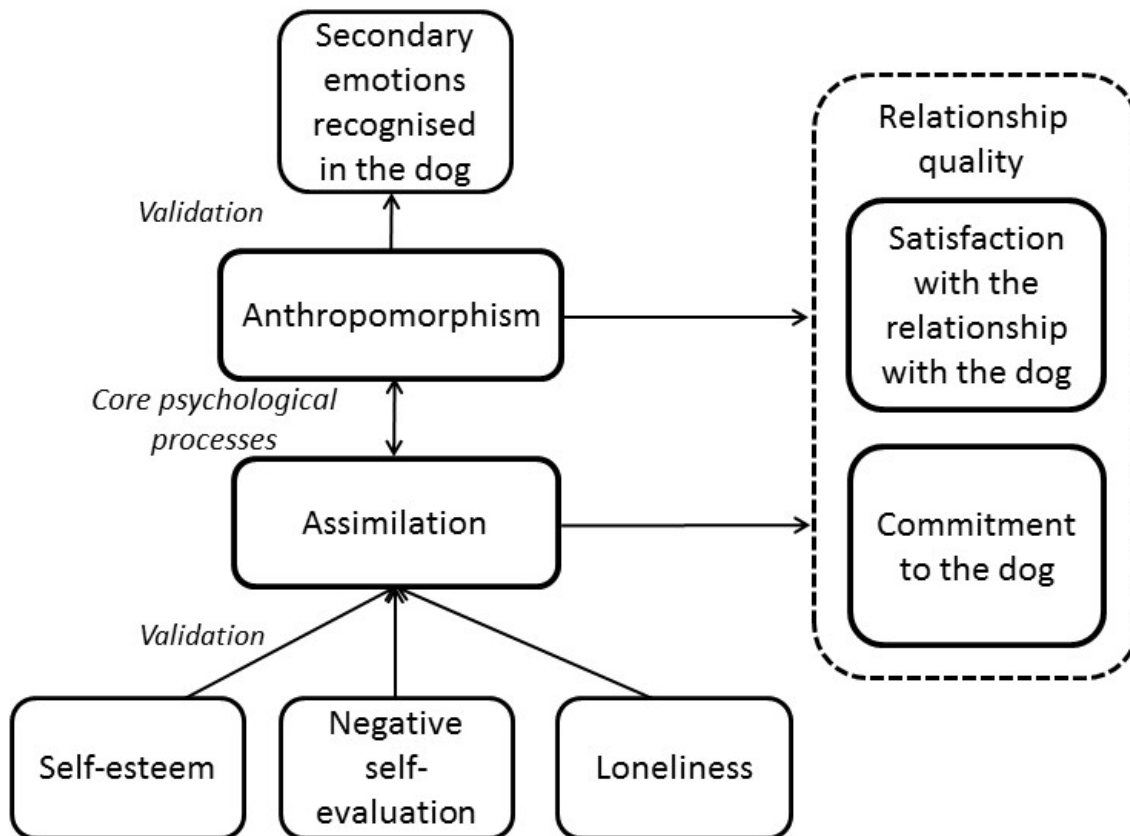 Secondary
emotions
recognised
in the dog
Validation
Anthropomorphism
Core psychological
processes
Assimilation
Validation
Self-esteem
Negative
self-
evaluation
Loneliness
Relationship
quality
Satisfaction
with the
relationship
with the dog
Commitment
to the dog